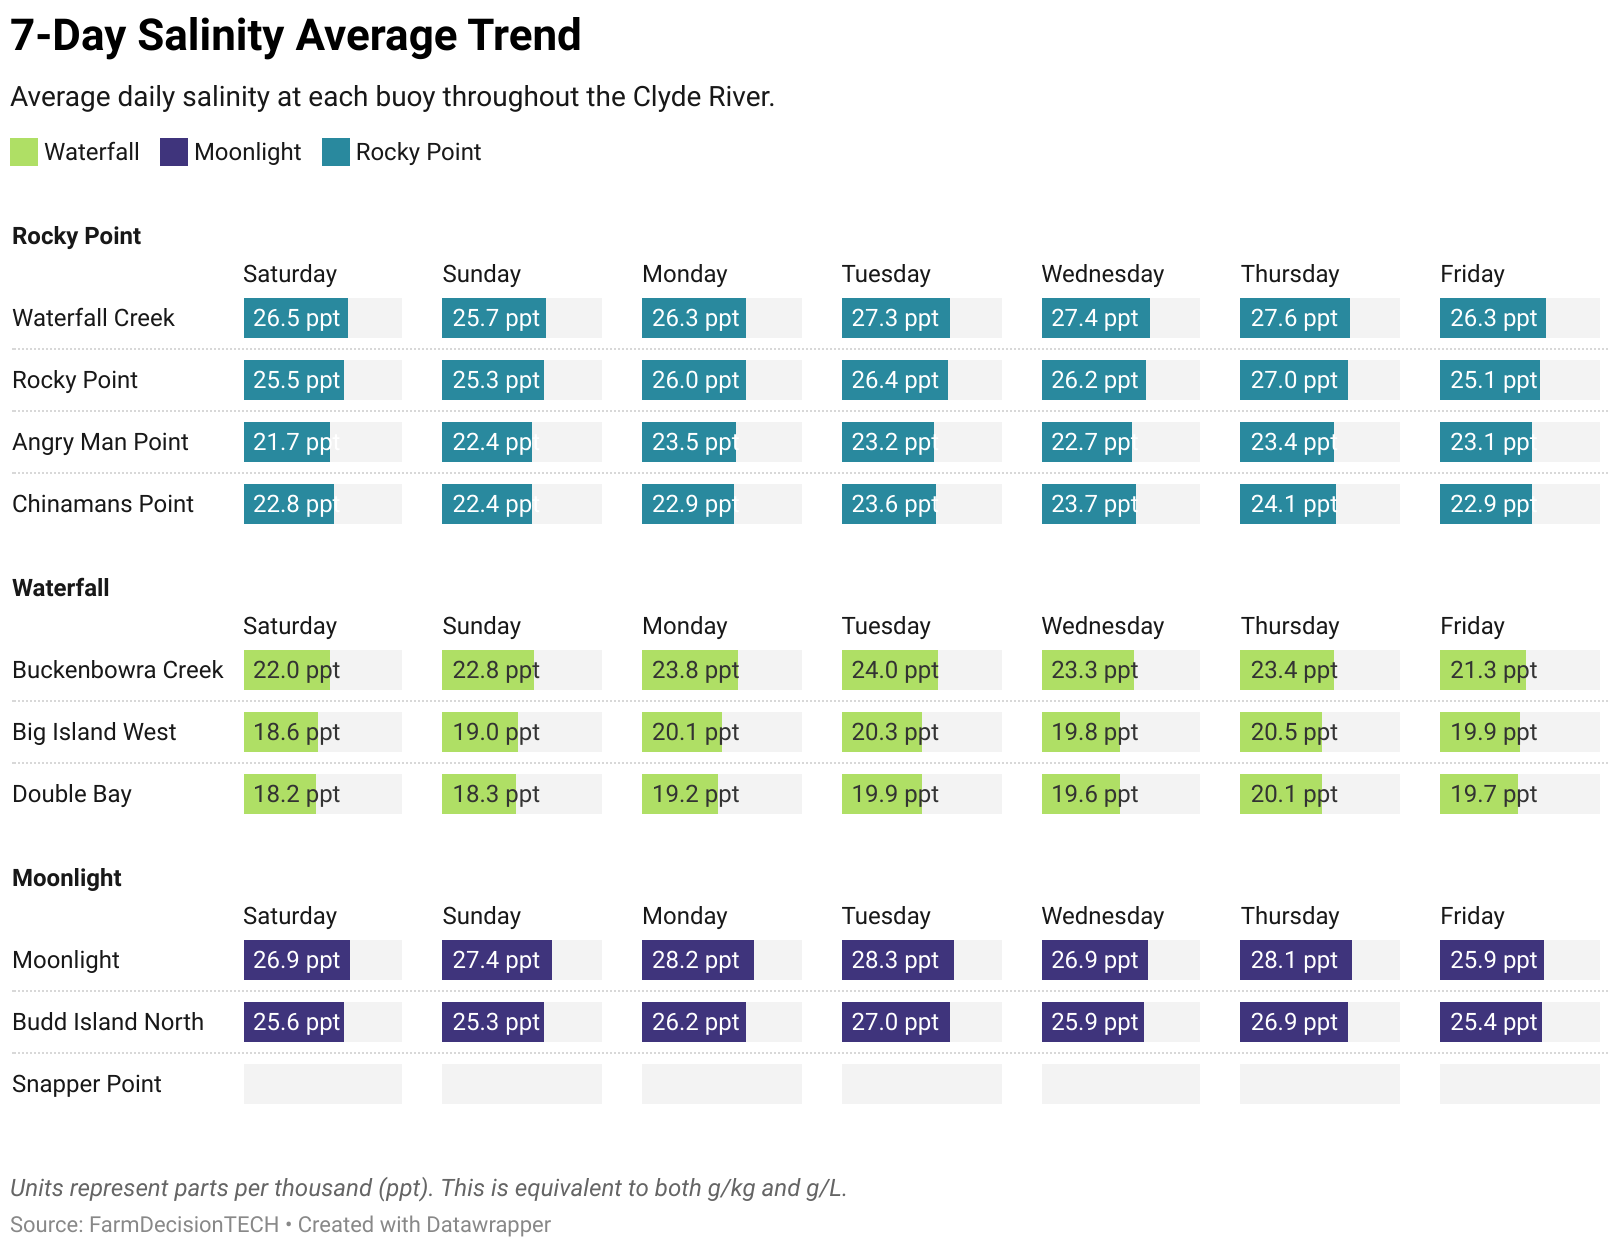 7-Day Salinity Average Trend
Average daily salinity at each buoy throughout the Clyde River.
Waterfall Moonlight Rocky Point
Rocky Point
Saturday Sunday Monday Tuesday Wednesday Thursday Friday
Waterfall Creek 26.5 ppt 25.7 ppt 26.3 ppt 27.3 ppt 27.4 ppt 27.6 ppt 26.3 ppt
Rocky Point 25.5 ppt 25.3 ppt 26.0 ppt 26.4 ppt 26.2 ppt 27.0 ppt 25.1 ppt
Angry Man Point 21.7 ppt 22.4 ppt 23.5 ppt 23.2 ppt 22.7 ppt 23.4 ppt 23.1 ppt
Chinamans Point 22.8 ppt 22.4 ppt 22.9 ppt 23.6 ppt 23.7 ppt 24.1 ppt 22.9 ppt
Waterfall
Saturday Sunday Monday Tuesday Wednesday Thursday Friday
Buckenbowra Creek 22.0 ppt 22.8 ppt 23.8 ppt 24.0 ppt 23.3 ppt 23.4 ppt 21.3 ppt
Big Island West 18.6 ppt 19.0 ppt 20.1 ppt 20.3 ppt 19.8 ppt 20.5 ppt 19.9 ppt
Double Bay 18.2 ppt 18.3 ppt 19.2 ppt 19.9 ppt 19.6 ppt 20.1 ppt 19.7 ppt
Moonlight
Saturday Sunday Monday Tuesday Wednesday Thursday Friday
Moonlight 26.9 ppt 27.4 ppt 28.2 ppt 28.3 ppt 26.9 ppt 28.1 ppt 25.9 ppt
Budd Island North 25.6 ppt 25.3 ppt 26.2 ppt 27.0 ppt 25.9 ppt 26.9 ppt 25.4 ppt
Snapper Point
Units represent parts per thousand (ppt). This is equivalent to both g/kg and g/L.
Source: FarmDecisionTECH • Created with Datawrapper